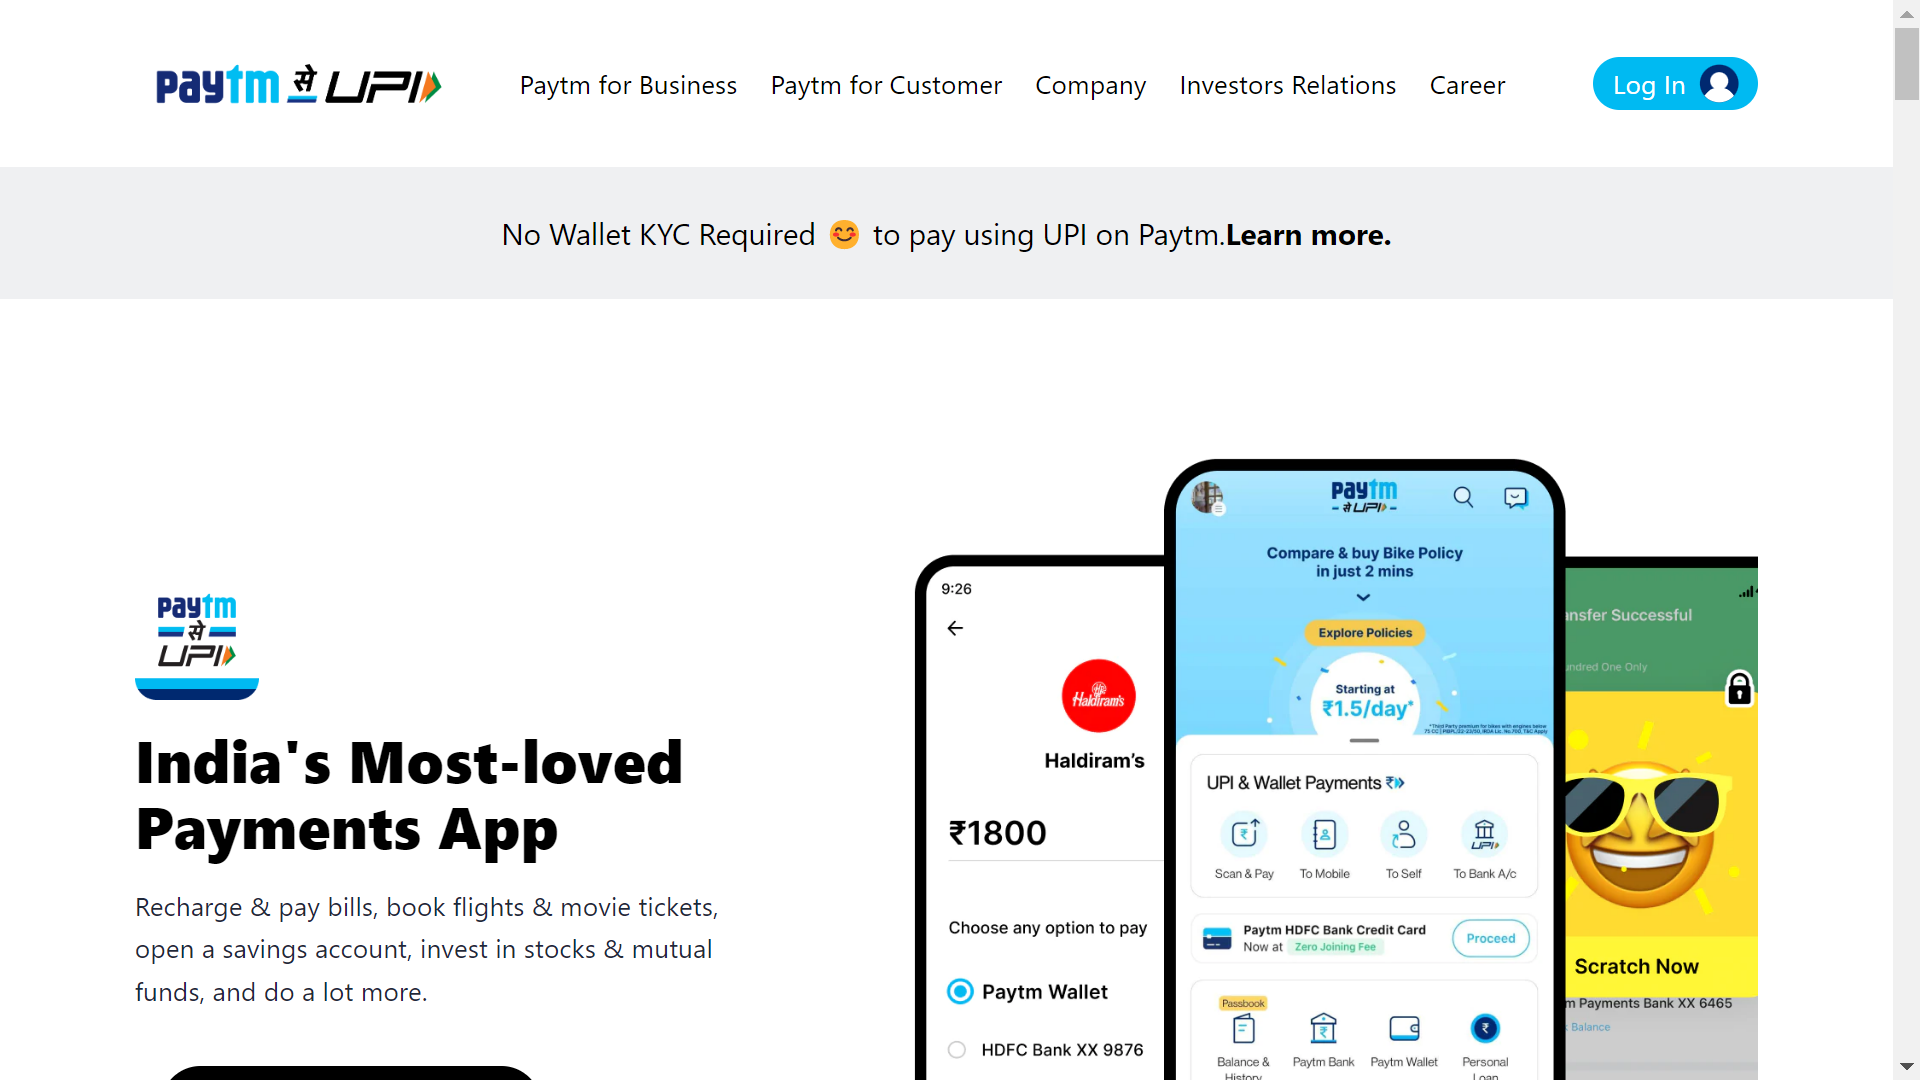 paytm से UPI
Paytm for Business
Paytm for Customer
Company
Investors Relations
Career
Log In
No Wallet KYC Required 😊 to pay using UPI on Paytm.Learn more.
paytm
से
UPI
India's Most-loved
Payments App
Recharge & pay bills, book flights & movie tickets,
open a savings account, invest in stocks & mutual
funds, and do a lot more.
9:26
Haldiram's
Haldiram's
₹1800
Choose any option to pay
Paytm Wallet
HDFC Bank XX 9876
paytm
से UPI
Compare & buy Bike Policy
in just 2 mins
Explore Policies
Starting at
₹1.5/day*
UPI & Wallet Payments
Scan & Pay
To Mobile
To Self
UPI
To Bank A/c
Paytm HDFC Bank Credit Card
Now at Zero Joining Fee
Proceed
Passbook
Balance &
History
Paytm Bank
Paytm Wallet
Personal
Loan
Successful
One Only
Scratch Now
Payments Bank XX 6465
Balance